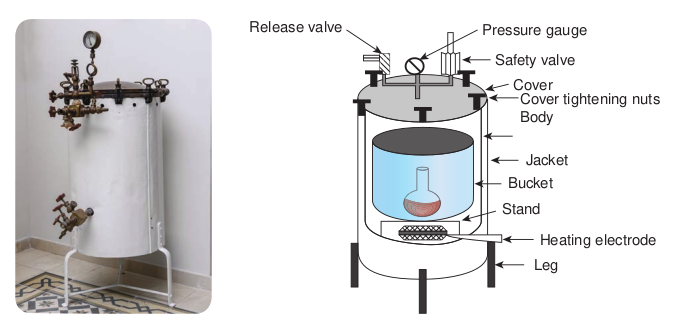 Release valve
Pressure gauge
Safety valve
Cover
Cover tightening nuts
Body
Jacket
Bucket
Stand
Heating electrode
Leg